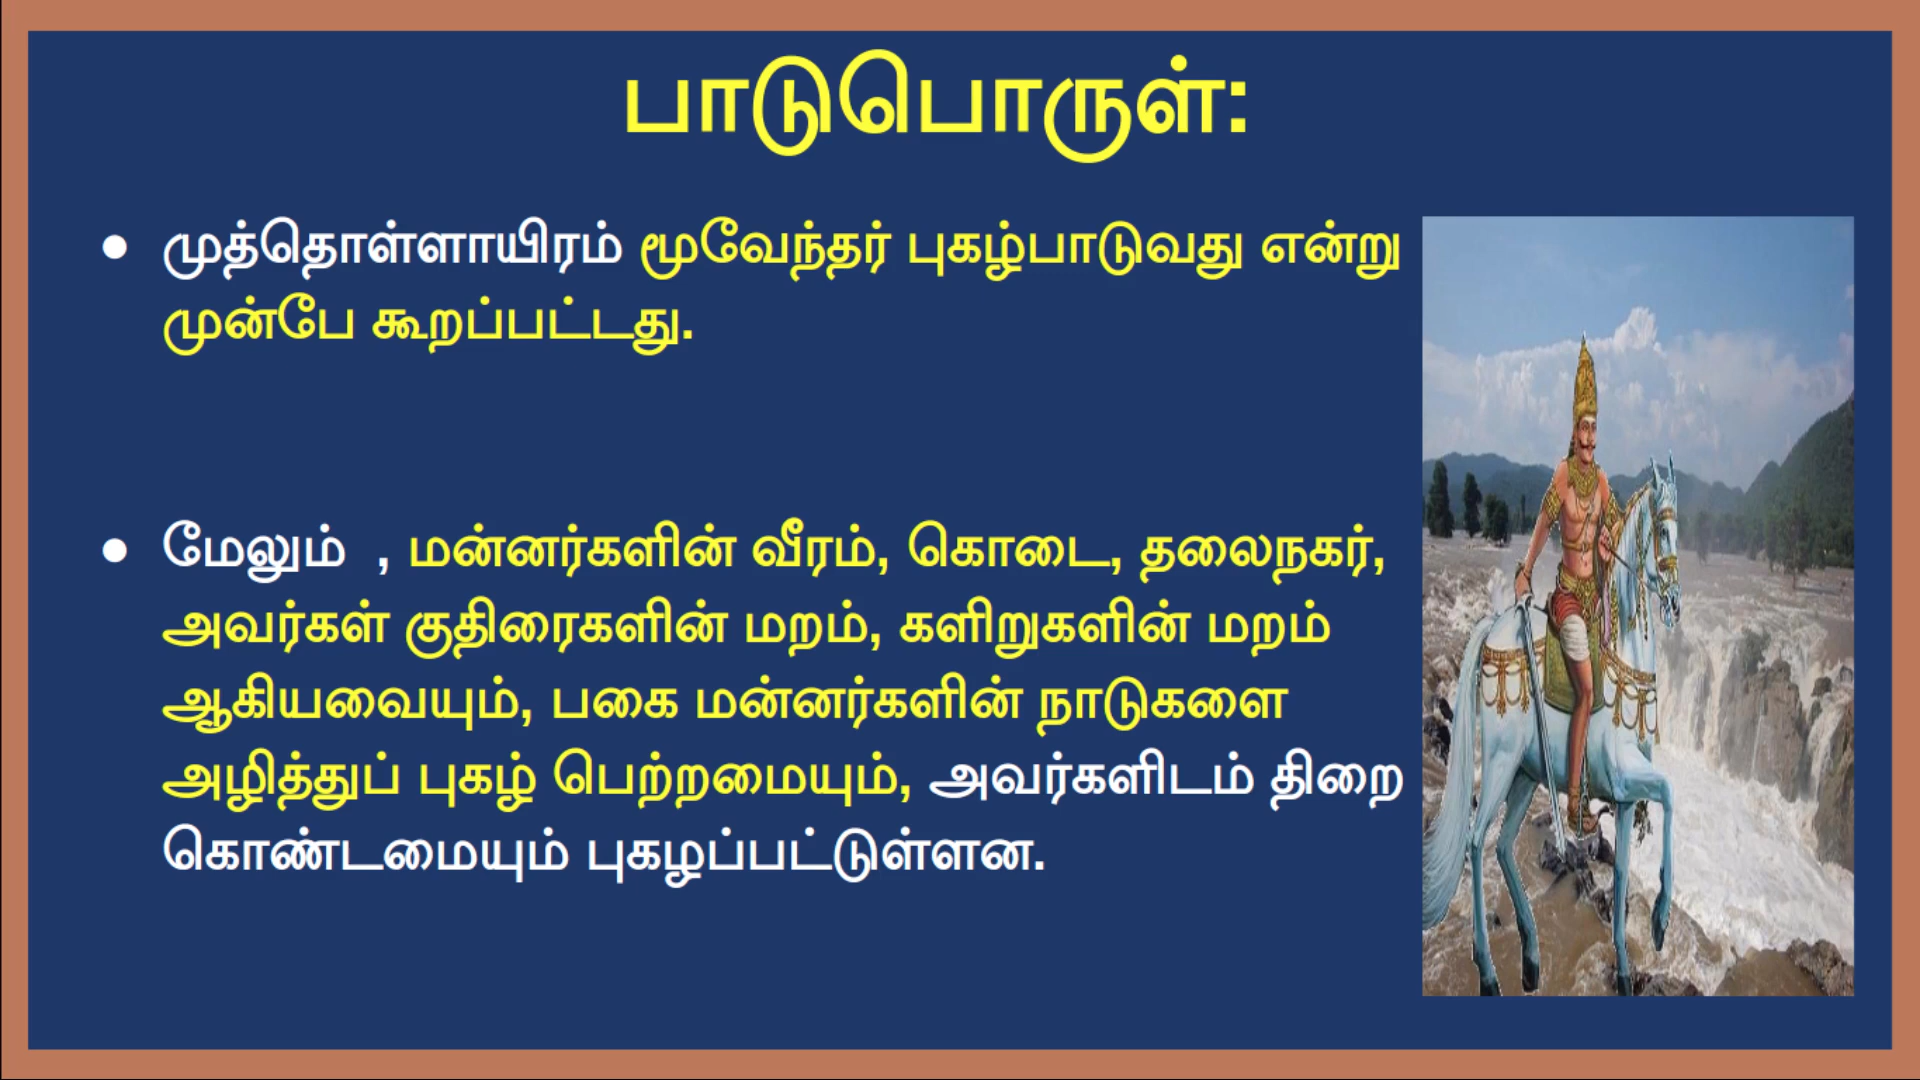 பாடுபொருள்:
● முத்தொள்ளாயிரம் மூவேந்தர் புகழ்பாடுவது என்று
முன்பே கூறப்பட்டது.
● மேலும் , மன்னர்களின் வீரம், கொடை, தலைநகர்,
அவர்கள் குதிரைகளின் மறம், களிறுகளின் மறம்
ஆகியவையும், பகை மன்னர்களின் நாடுகளை
அழித்துப் புகழ் பெற்றமையும், அவர்களிடம் திறை
கொண்டமையும் புகழப்பட்டுள்ளன.